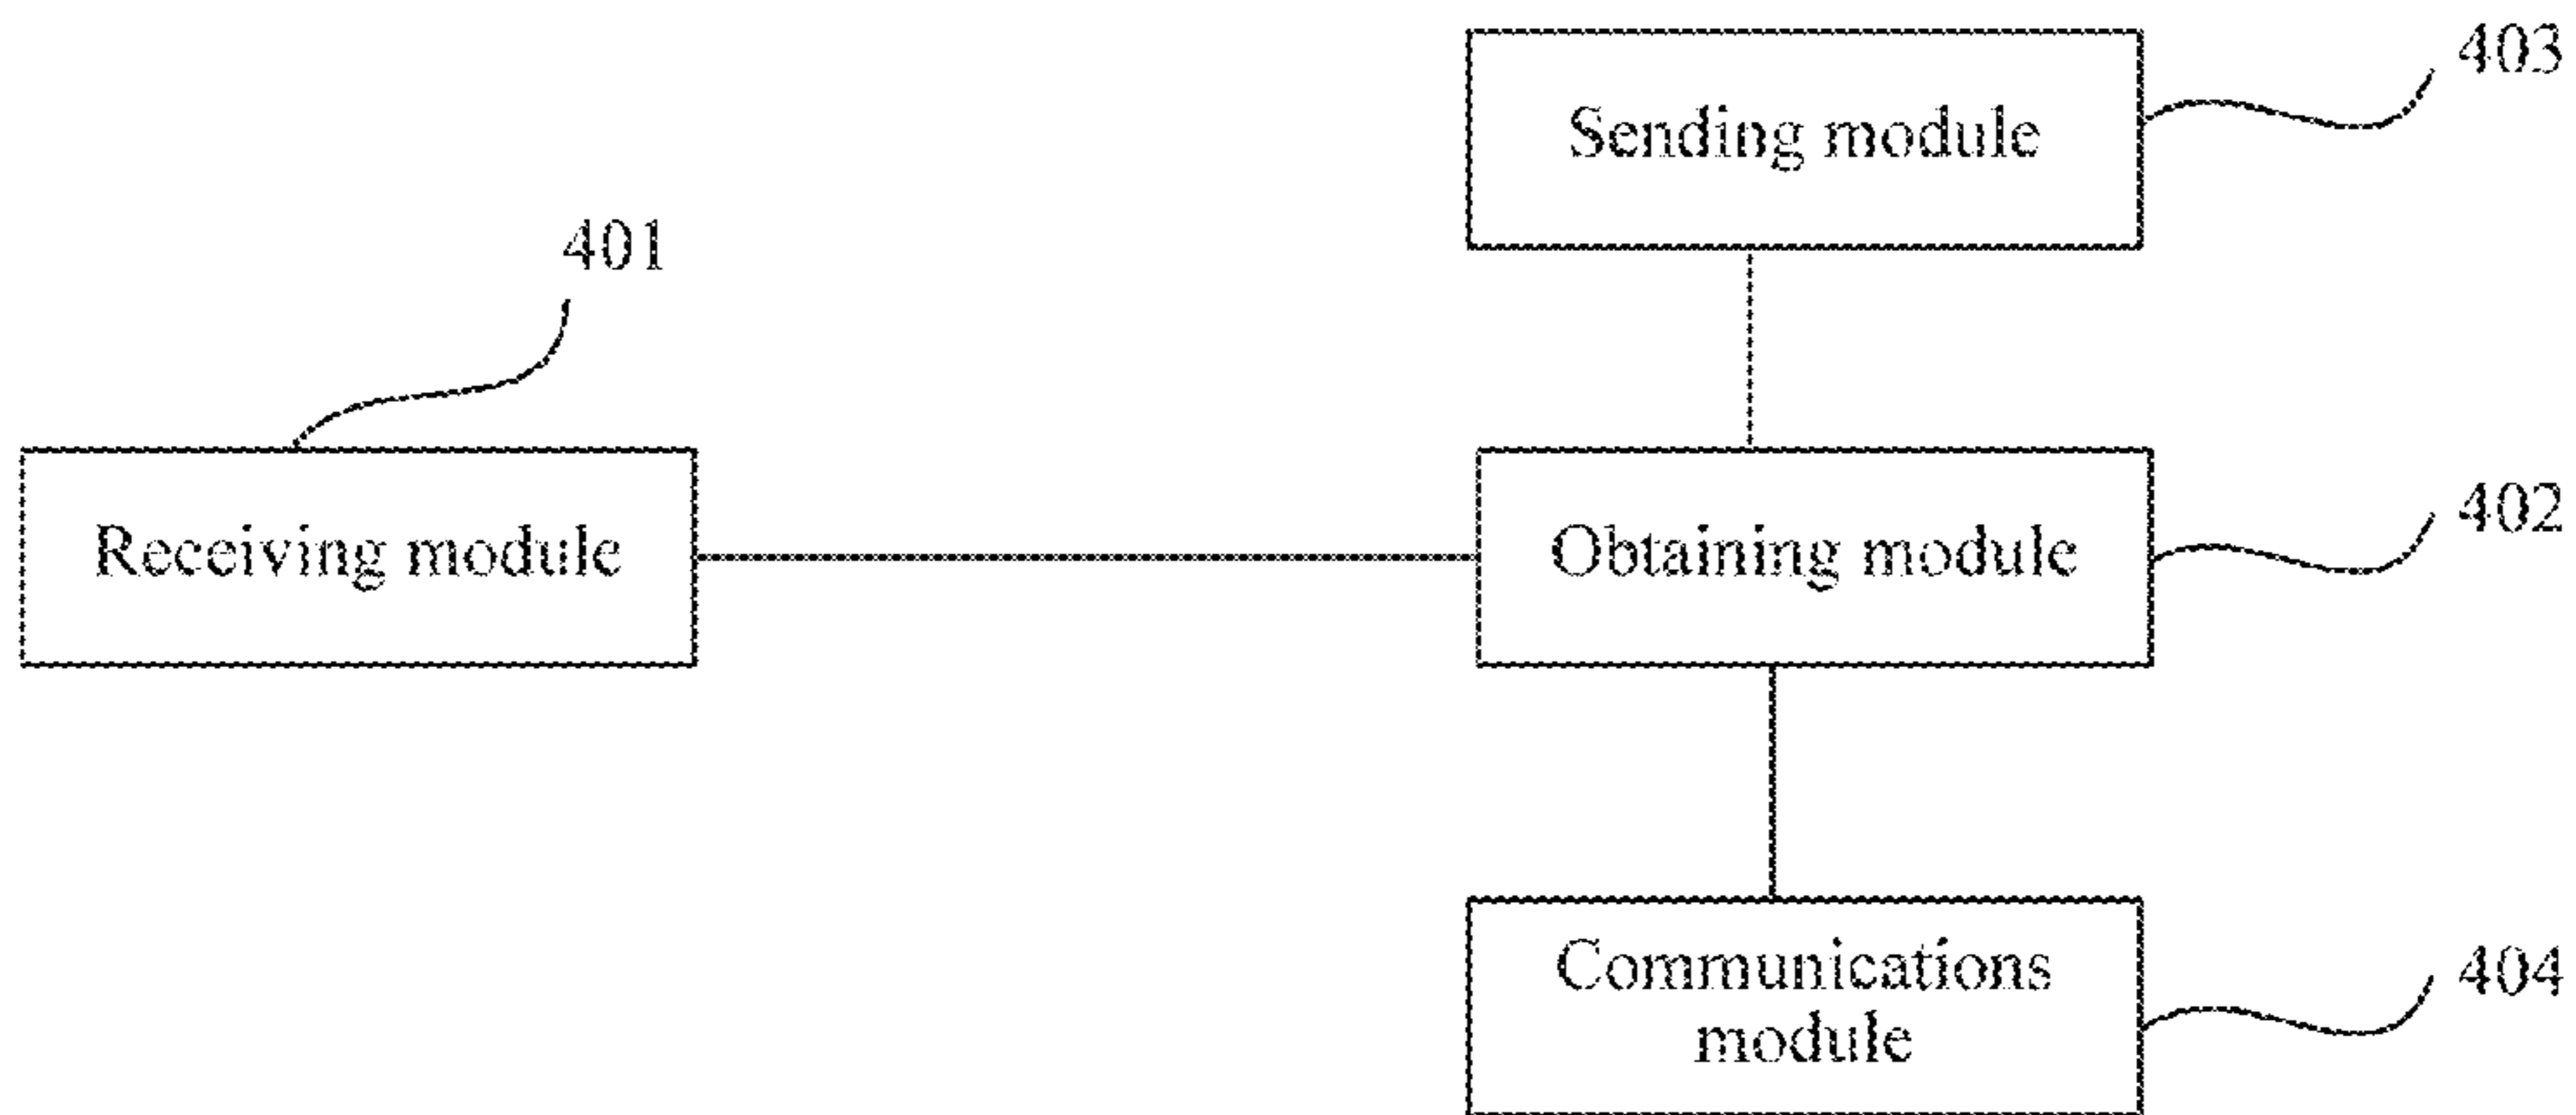 403
Sending module
401
Receiving module
Obtaining module
402
Communications
module
404